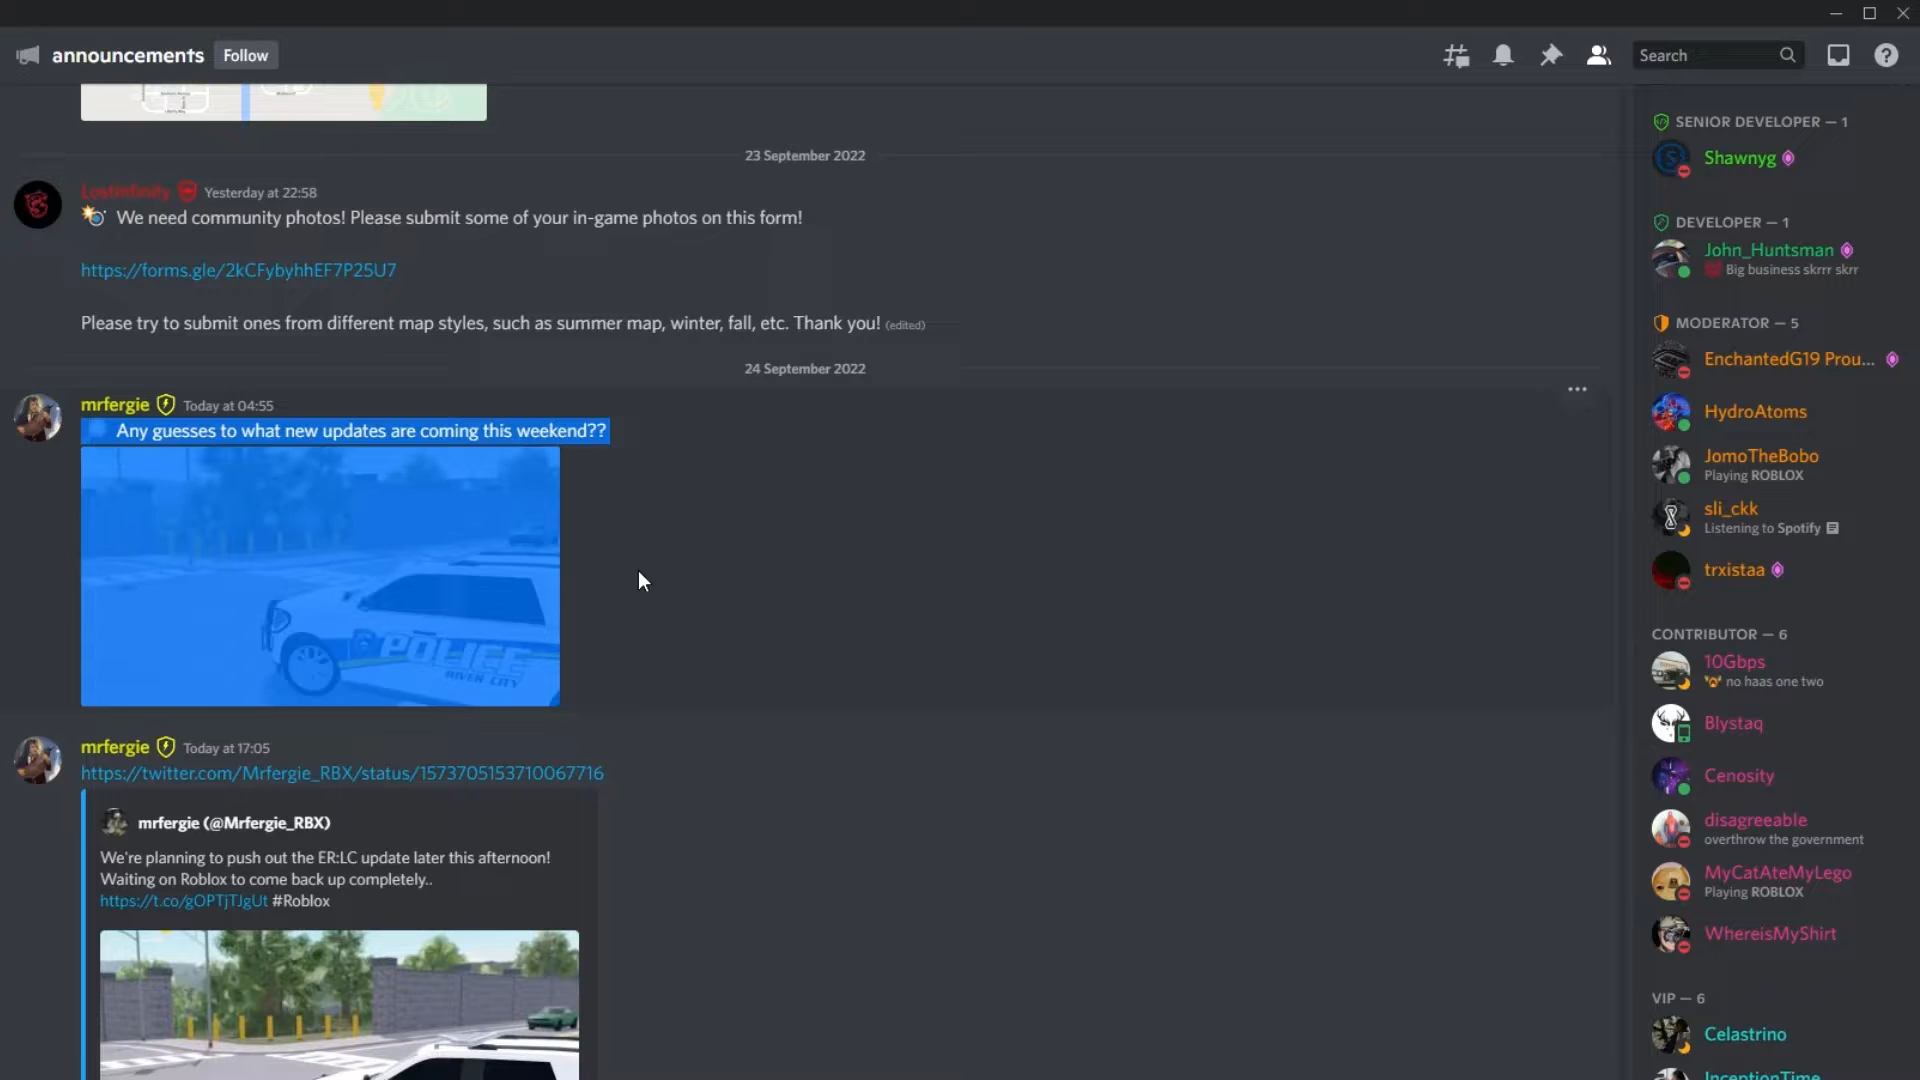 announcements
Follow
Search
23 September 2022
LostInfinity Yesterday at 22:58
We need community photos! Please submit some of your in-game photos on this form!
https://forms.gle/2kCFybyhhEF7P25U7
Please try to submit ones from different map styles, such as summer map, winter, fall, etc. Thank you! (edited)
24 September 2022
mrfergie Today at 04:55
Any guesses to what new updates are coming this weekend??
POLICE
RIVER CITY
mrfergie Today at 17:05
https://twitter.com/Mrfergie_RBX/status/1573705153710067716
mrfergie (@Mrfergie_RBX)
We're planning to push out the ER:LC update later this afternoon!
Waiting on Roblox to come back up completely..
https://t.co/gOPTjTJgUt #Roblox
SENIOR DEVELOPER — 1
Shawnyg
DEVELOPER — 1
John_Huntsman
Big business skrrr skrr
MODERATOR — 5
EnchantedG19 Prou...
HydroAtoms
JomoTheBobo
Playing ROBLOX
sli_ckk
Listening to Spotify
trxistaa
CONTRIBUTOR — 6
10Gbps
no haas one two
Blystaq
Cenosity
disagreeable
overthrow the government
MyCatAteMyLego
Playing ROBLOX
WhereisMyShirt
VIP — 6
Celastrino
InceptionTime